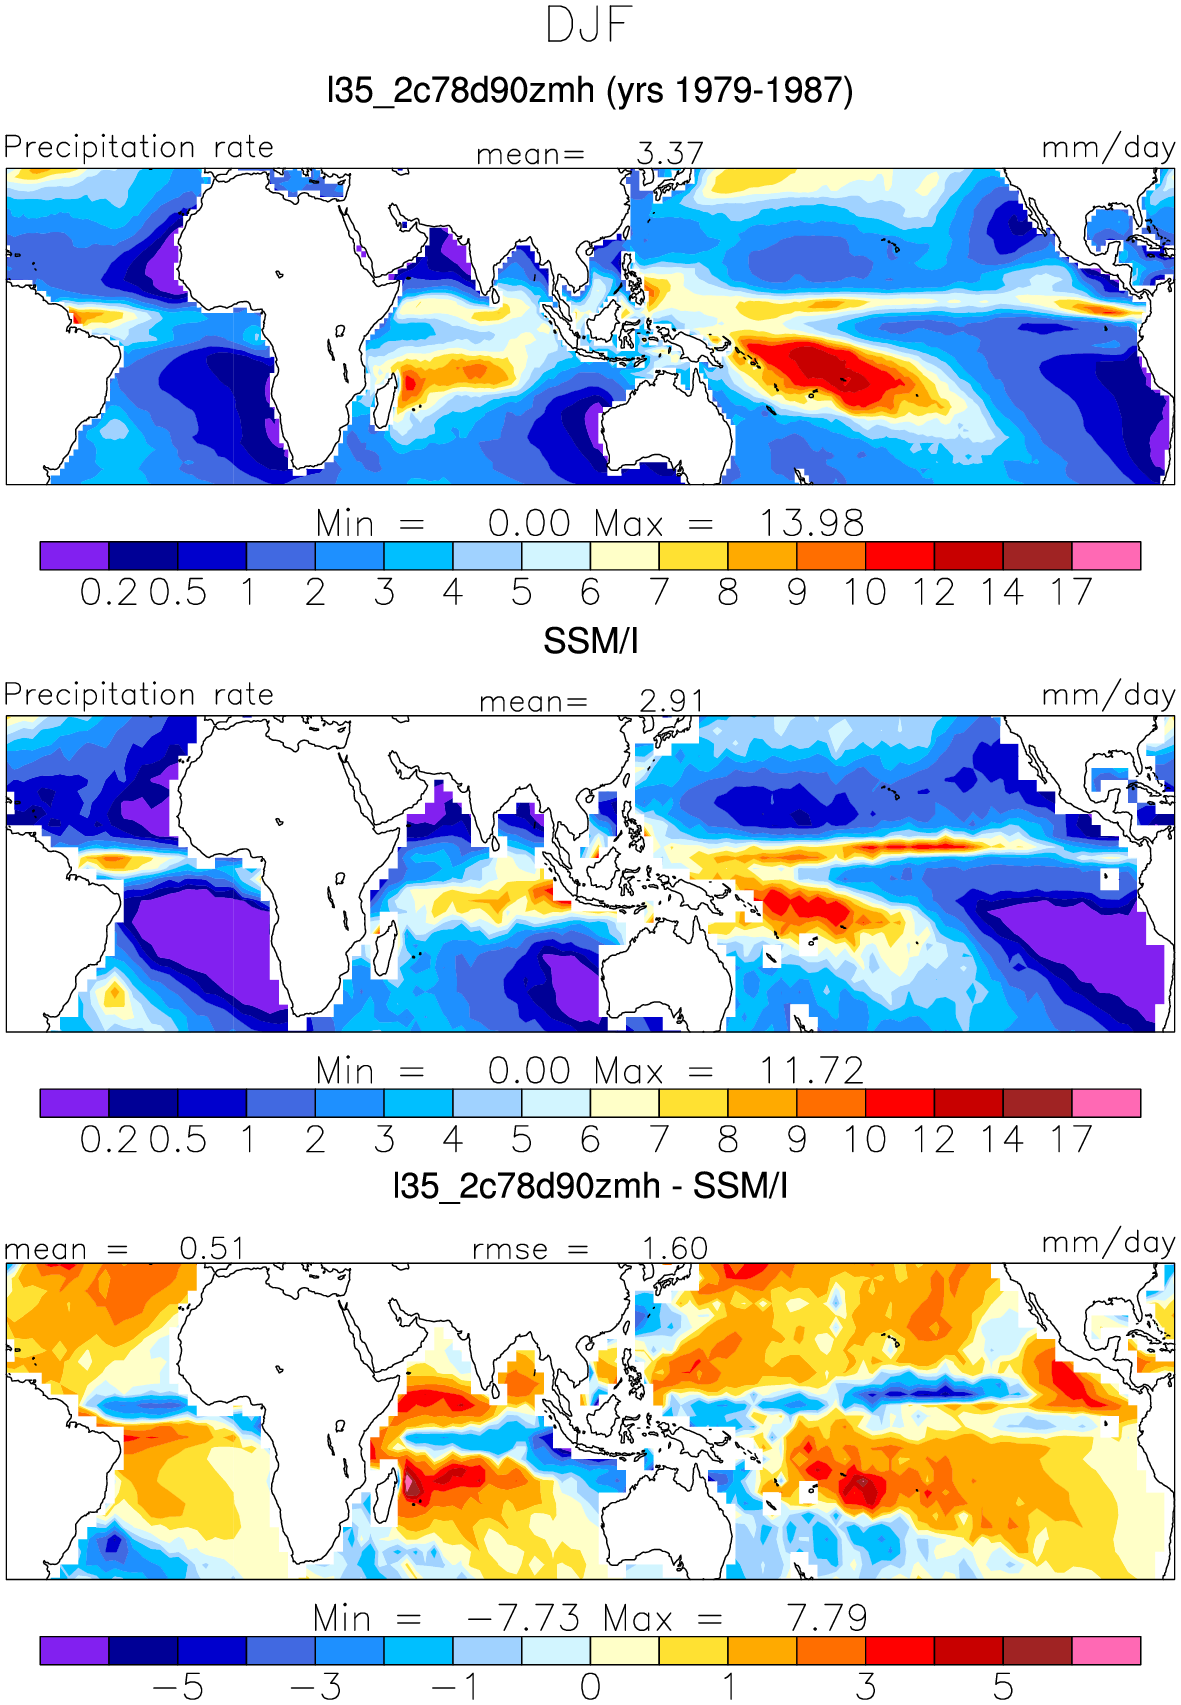 DJF
l35_2c78d90zmh (yrs 1979-1987)
Precipitation rate mean= 3.37 mm/day
Min = 0.00 Max = 13.98
0.2 0.5 1 2 3 4 5 6 7 8 9 10 12 14 17
SSM/I
Precipitation rate mean= 2.91 mm/day
Min = 0.00 Max = 11.72
0.2 0.5 1 2 3 4 5 6 7 8 9 10 12 14 17
l35_2c78d90zmh - SSM/I
mean = 0.51 rmse = 1.60 mm/day
Min = -7.73 Max = 7.79
-5 -3 -1 0 1 3 5